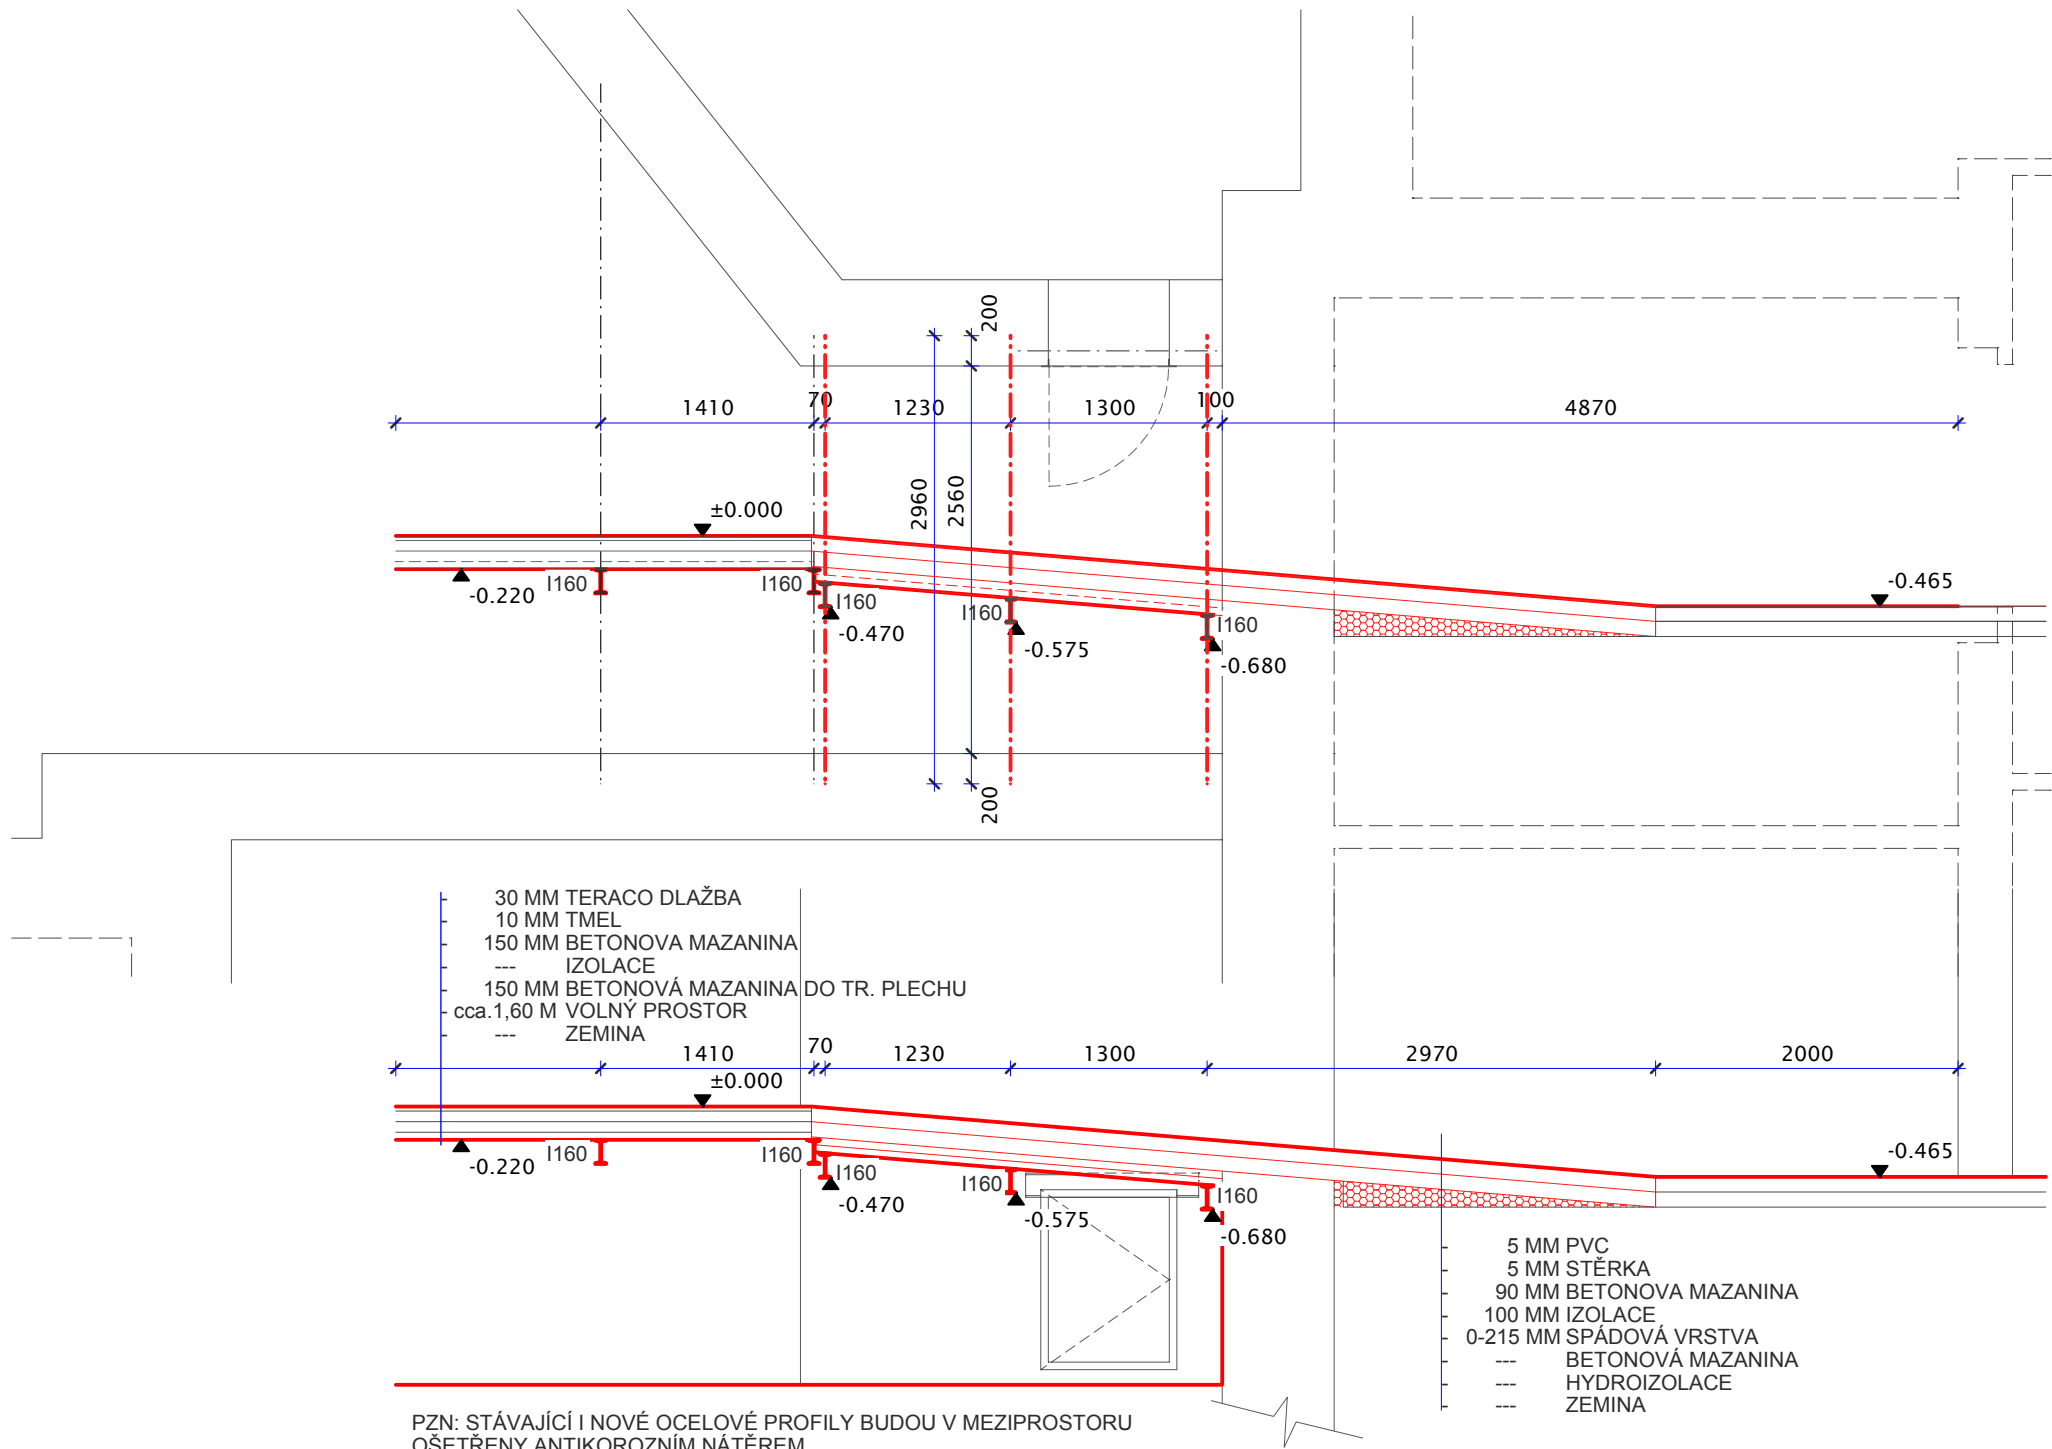 200
1410
70
1230
1300
100
4870
2960
2560
±0.000
-0.220
I160
I160
I160
-0.470
I160
-0.575
I160
-0.680
-0.465
200
30 MM TERACO DLAŽBA
10 MM TMEL
150 MM BETONOVA MAZANINA
--- IZOLACE
150 MM BETONOVÁ MAZANINA DO TR. PLECHU
cca.1,60 M VOLNÝ PROSTOR
--- ZEMINA
1410
70
1230
1300
2970
2000
±0.000
-0.220
I160
I160
I160
-0.470
I160
-0.575
I160
-0.680
-0.465
5 MM PVC
5 MM STĚRKA
90 MM BETONOVA MAZANINA
100 MM IZOLACE
0-215 MM SPÁDOVÁ VRSTVA
--- BETONOVÁ MAZANINA
--- HYDROIZOLACE
--- ZEMINA
PZN: STÁVAJÍCÍ I NOVÉ OCELOVÉ PROFILY BUDOU V MEZIPROSTORU
OŠETŘENY ANTIKOROZNÍM NÁTĚREM